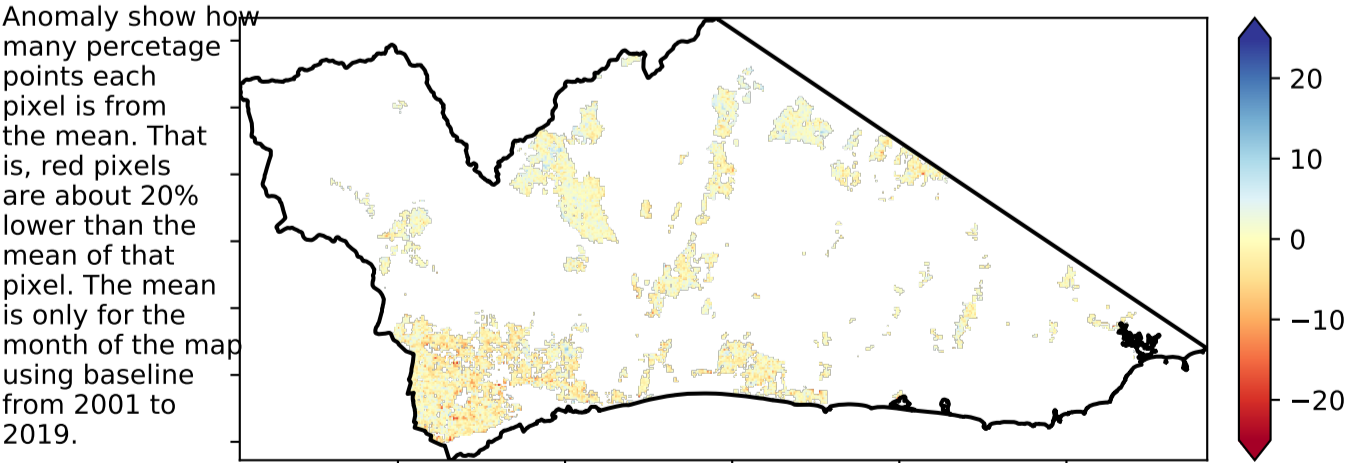 Anomaly show how
many percetage
points each
pixel is from
the mean. That
is, red pixels
are about 20%
lower than the
mean of that
pixel. The mean
is only for the
month of the map
using baseline
from 2001 to
2019.
20
10
0
−10
−20